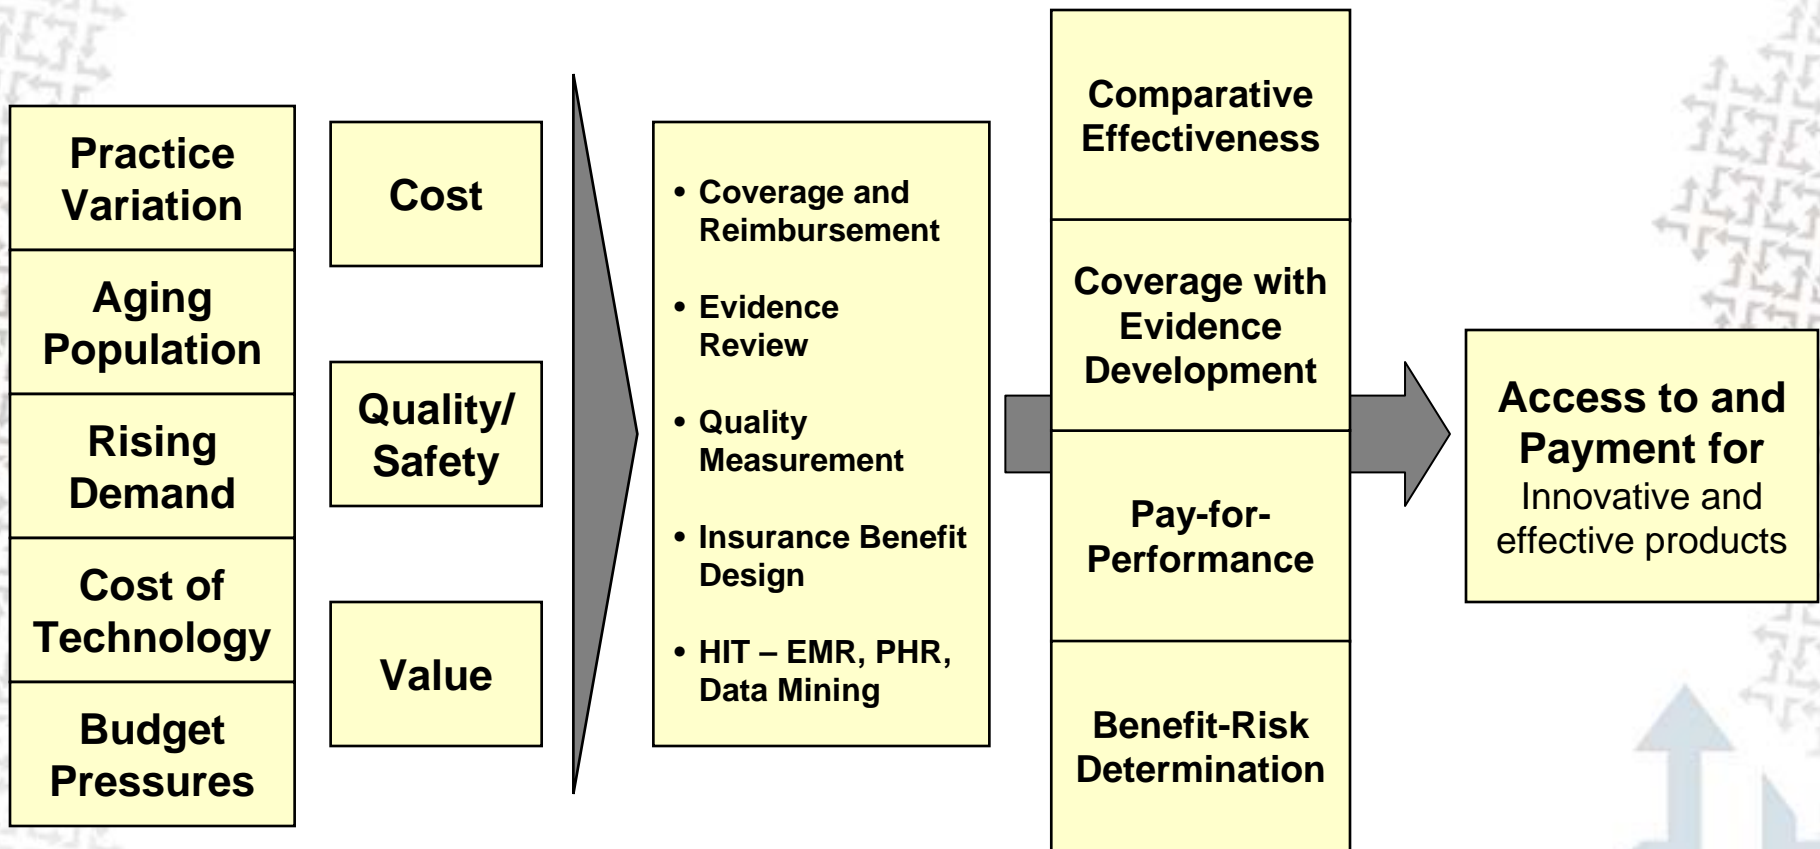 Practice
Variation
Aging
Population
Rising
Demand
Cost of
Technology
Budget
Pressures
Cost
Quality/
Safety
Value
• Coverage and
Reimbursement
• Evidence
Review
• Quality
Measurement
• Insurance Benefit
Design
• HIT – EMR, PHR,
Data Mining
Comparative
Effectiveness
Coverage with
Evidence
Development
Pay-for-
Performance
Benefit-Risk
Determination
Access to and
Payment for
Innovative and
effective products